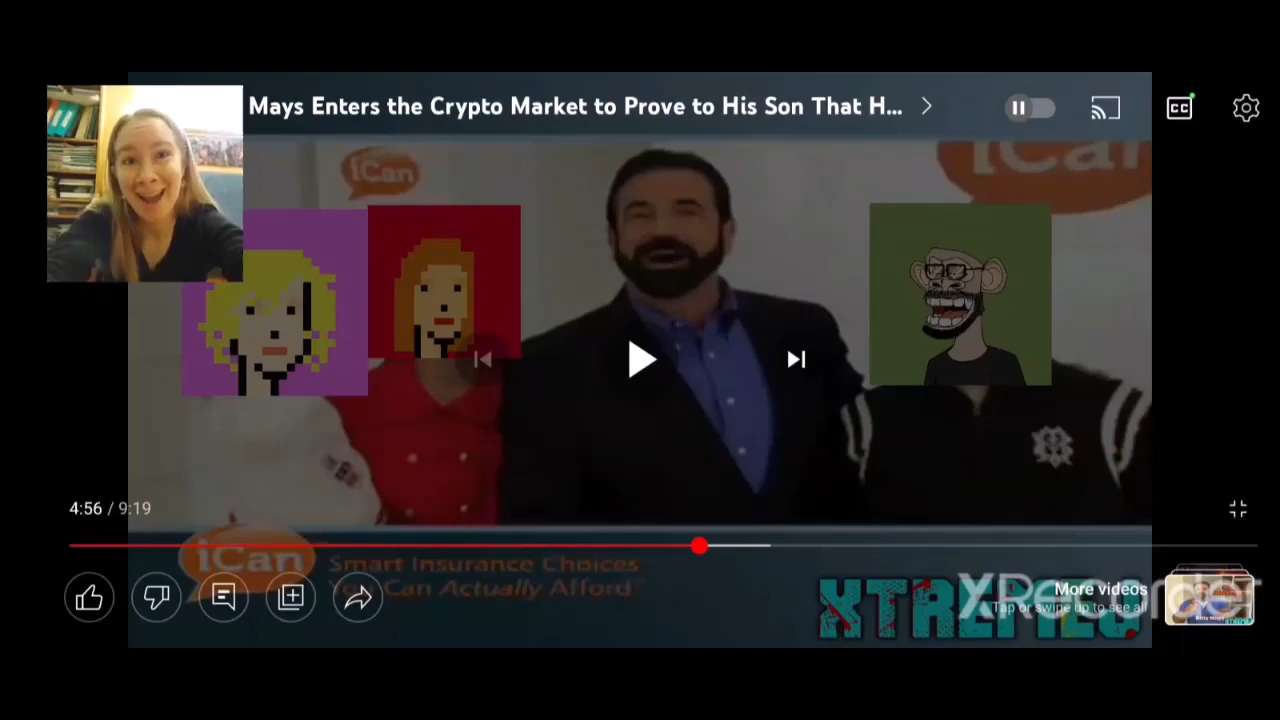 Mays Enters the Crypto Market to Prove to His Son That H...
CC
iCan
iCan
4:56 / 9:19
iCan
Smart Insurance Choices
You Can Actually Afford
More videos
Tap or swipe up to see all
XRecorder